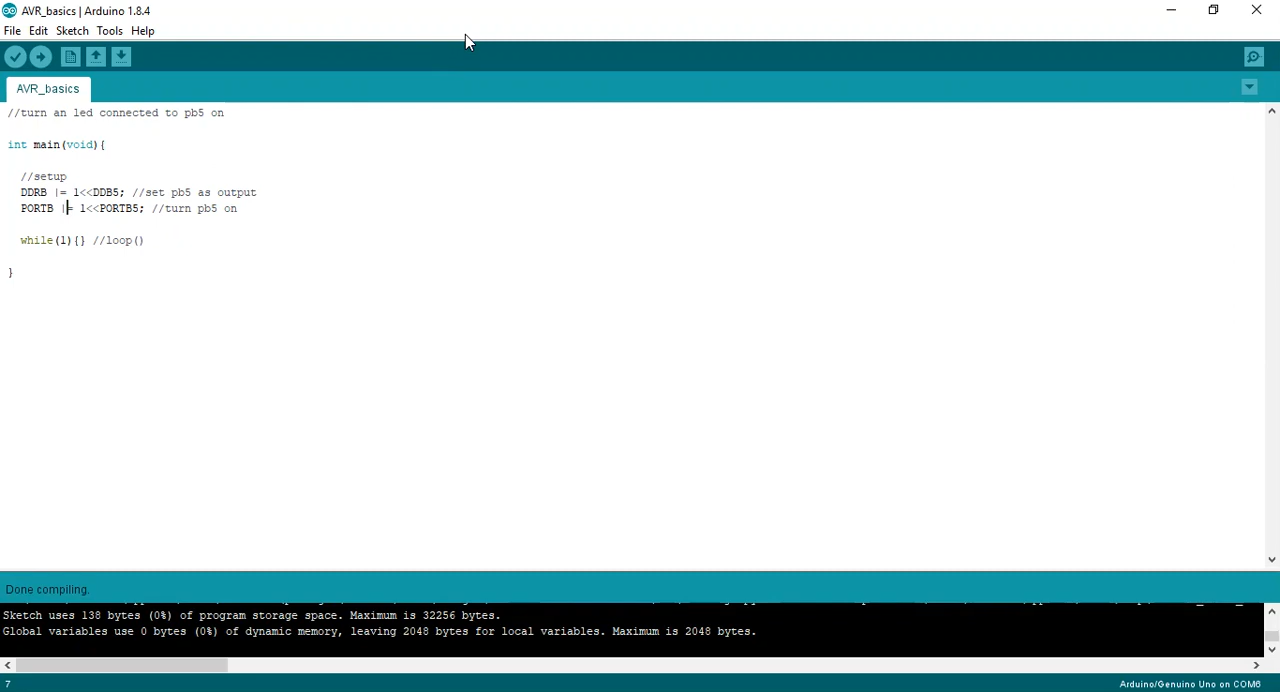 AVR_basics | Arduino 1.8.4
File Edit Sketch Tools Help
AVR_basics
//turn an led connected to pb5 on
int main(void){
//setup
DDRB |= 1<<DDB5; //set pb5 as output
PORTB |= 1<<PORTB5; //turn pb5 on
while(1){} //loop()
}
Done compiling.
Sketch uses 138 bytes (0%) of program storage space. Maximum is 32256 bytes.
Global variables use 0 bytes (0%) of dynamic memory, leaving 2048 bytes for local variables. Maximum is 2048 bytes.
7
Arduino/Genuino Uno on COM6